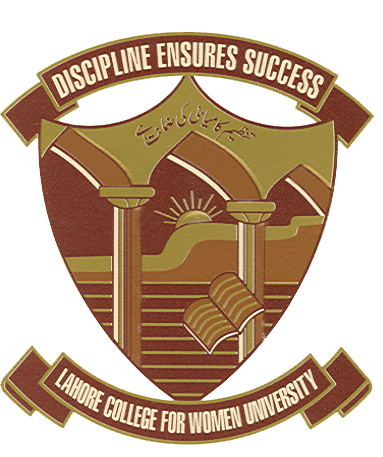 DISCIPLINE ENSURES SUCCESS
تنظیم کامیابی کی ضمانت ہے
LAHORE COLLEGE FOR WOMEN UNIVERSITY